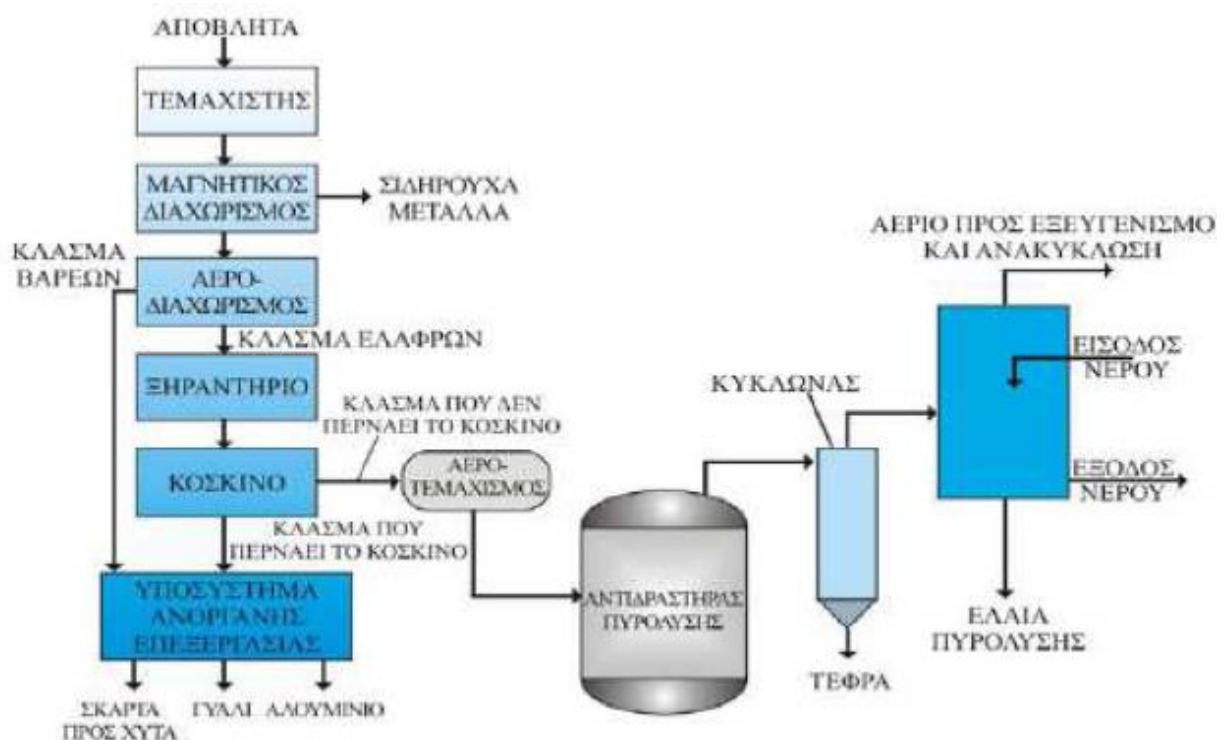 ΑΠΟΒΛΗΤΑ
ΤΕΜΑΧΙΣΤΗΣ
ΜΑΓΝΗΤΙΚΟΣ
ΔΙΑΧΩΡΙΣΜΟΣ
ΣΙΔΗΡΟΥΧΑ
ΜΕΤΑΛΛΑ
ΚΛΑΣΜΑ
ΒΑΡΕΩΝ
ΑΕΡΟ-
ΔΙΑΧΩΡΙΣΜΟΣ
ΚΛΑΣΜΑ ΕΛΑΦΡΩΝ
ΞΗΡΑΝΤΗΡΙΟ
ΚΛΑΣΜΑ ΠΟΥ ΔΕΝ
ΠΕΡΝΑΕΙ ΤΟ ΚΟΣΚΙΝΟ
ΚΟΣΚΙΝΟ
ΑΕΡΟ-
ΤΕΜΑΧΙΣΜΟΣ
ΚΛΑΣΜΑ ΠΟΥ
ΠΕΡΝΑΕΙ ΤΟ ΚΟΣΚΙΝΟ
ΥΠΟΣΥΣΤΗΜΑ
ΑΝΟΡΓΑΝΗΣ
ΕΠΕΞΕΡΓΑΣΙΑΣ
ΣΚΑΡΤΑ
ΠΡΟΣ ΧΥΤΑ
ΓΥΑΛΙ
ΑΛΟΥΜΙΝΙΟ
ΑΝΤΙΔΡΑΣΤΗΡΑΣ
ΠΥΡΟΛΥΣΗΣ
ΚΥΚΛΩΝΑΣ
ΤΕΦΡΑ
ΑΕΡΙΟ ΠΡΟΣ ΕΞΕΥΓΕΝΙΣΜΟ
ΚΑΙ ΑΝΑΚΥΚΛΩΣΗ
ΕΙΣΟΔΟΣ
ΝΕΡΟΥ
ΕΞΟΔΟΣ
ΝΕΡΟΥ
ΕΛΑΙΑ
ΠΥΡΟΛΥΣΗΣ